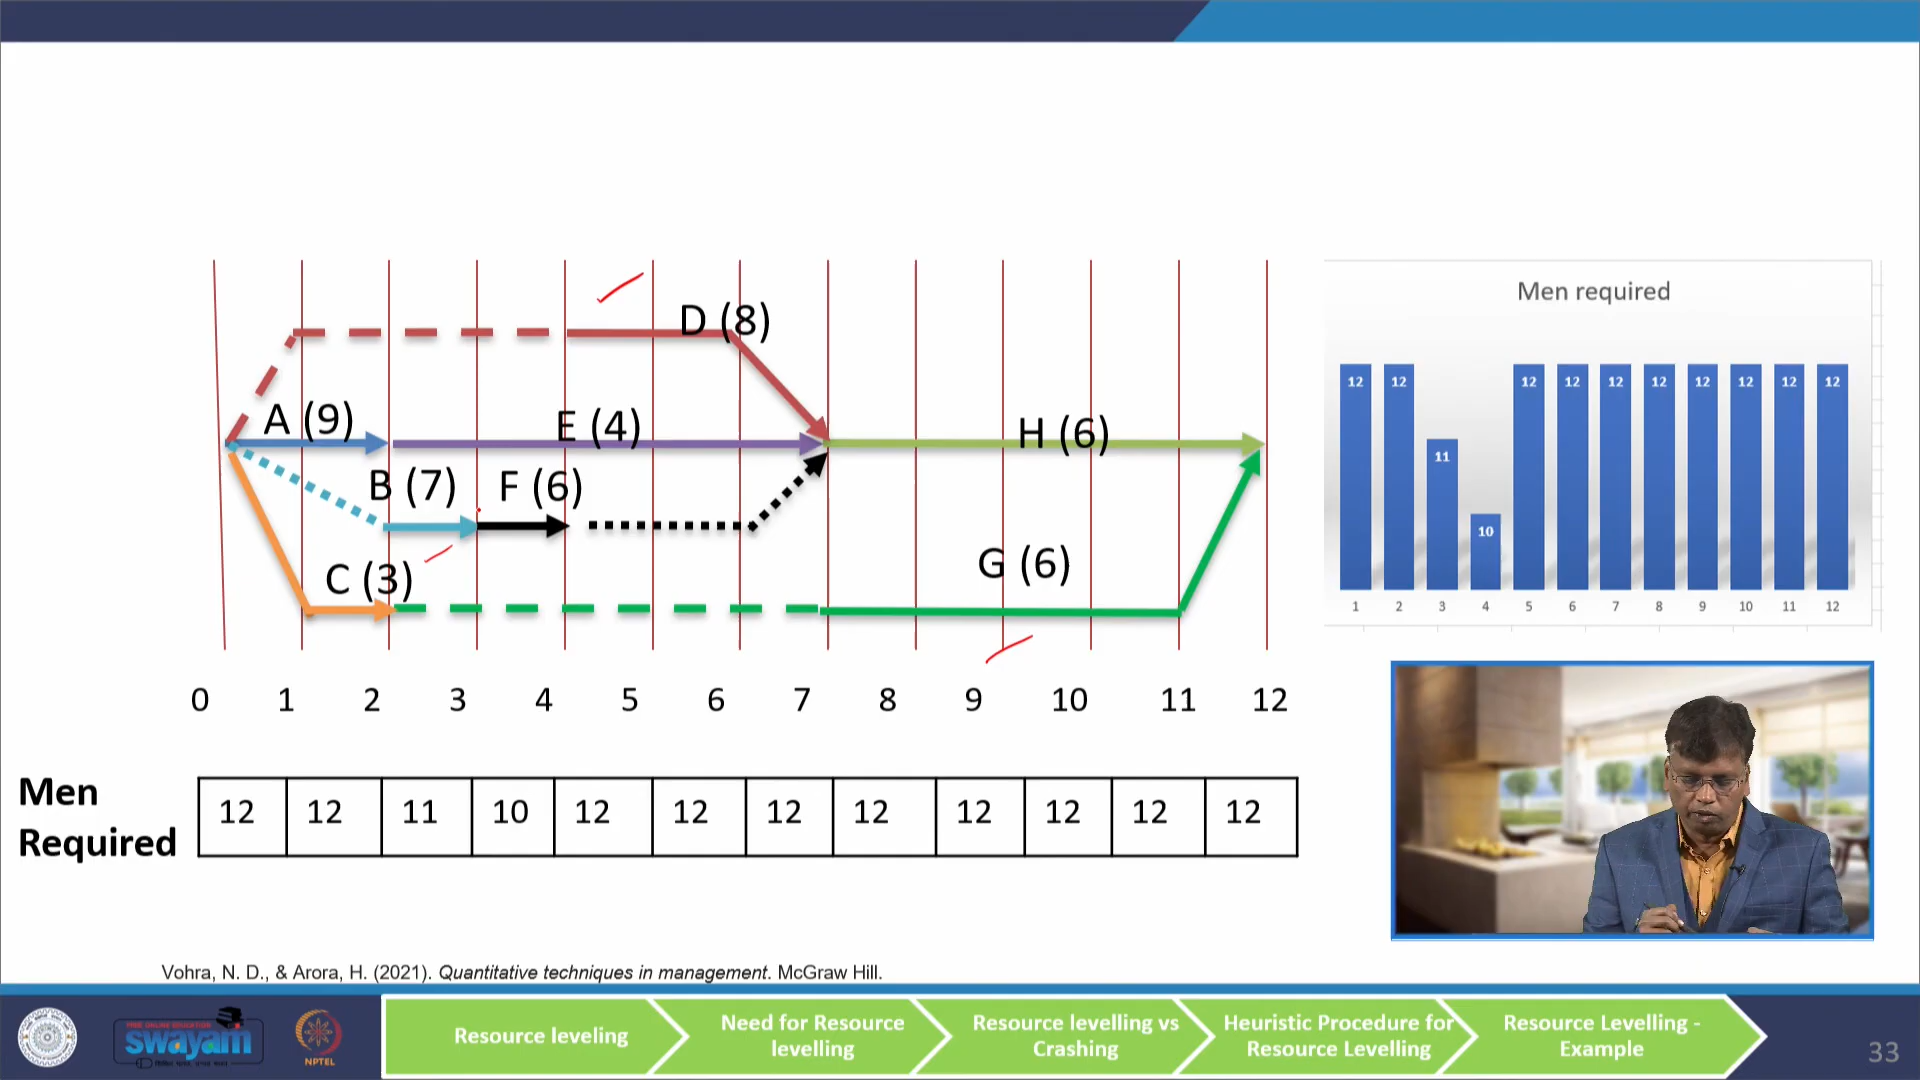 D (8)
A (9)
E (4)
H (6)
B (7)
F (6)
C (3)
G (6)
0 1 2 3 4 5 6 7 8 9 10 11 12
Men
Required
12 12 11 10 12 12 12 12 12 12 12 12
Men required
12 12 11 10 12 12 12 12 12 12 12 12
1 2 3 4 5 6 7 8 9 10 11 12
Vohra, N. D., & Arora, H. (2021). Quantitative techniques in management. McGraw Hill.
FREE ONLINE EDUCATION
swayam
NPTEL
Resource leveling
Need for Resource
levelling
Resource levelling vs
Crashing
Heuristic Procedure for
Resource Levelling
Resource Levelling -
Example
33